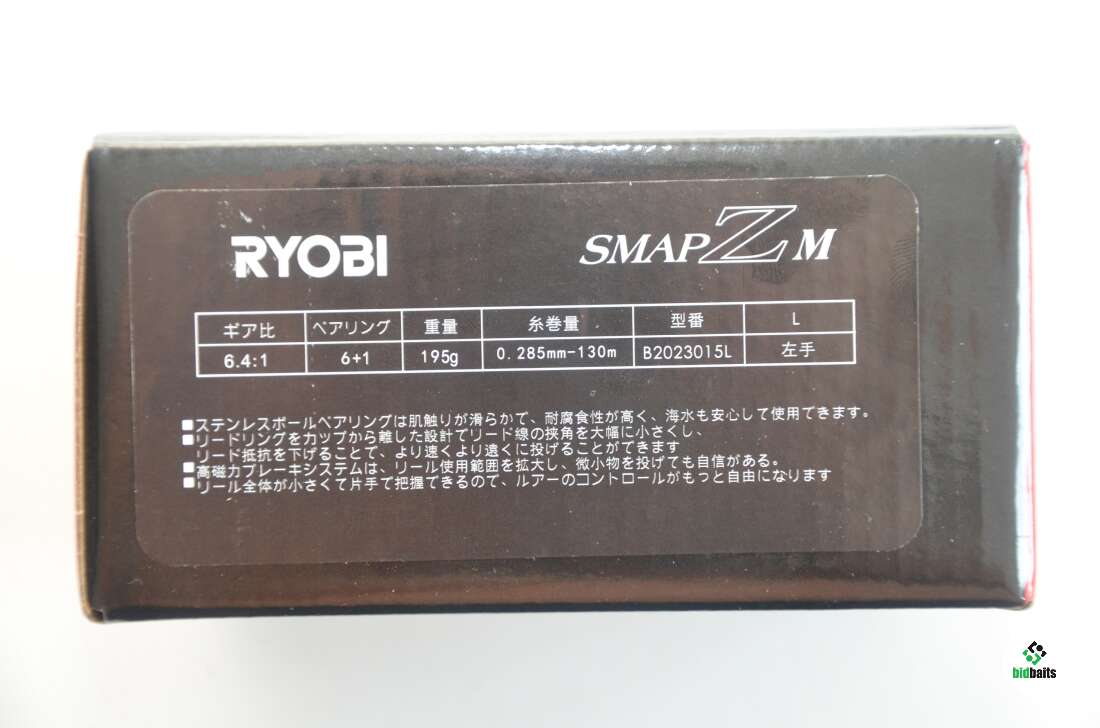 RYOBI
SMAP Z M
ギア比 ベアリング 重量 糸巻量 型番 L
6.4:1 6+1 195g 0.285mm-130m B2023015L 左手
■ステンレスボールベアリングは肌触りが滑らかで、耐腐食性が高く、海水も安心して使用できます。
■リードリングをカップから離した設計でリード線の挟角を大幅に小さくし、
リード抵抗を下げることで、より速くより遠くに投げることができます
■高磁力ブレーキシステムは、リール使用範囲を拡大し、微小物を投げても自信がある。
■リール全体が小さくて片手で把握できるので、ルアーのコントロールがもっと自由になります
bidbaits